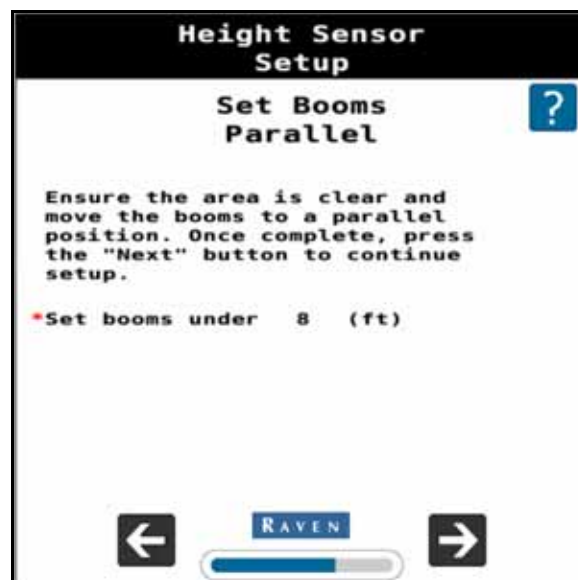 Height Sensor
Setup
Set Booms
Parallel
?
Ensure the area is clear and
move the booms to a parallel
position. Once complete, press
the "Next" button to continue
setup.
*Set booms under 8 (ft)
RAVEN